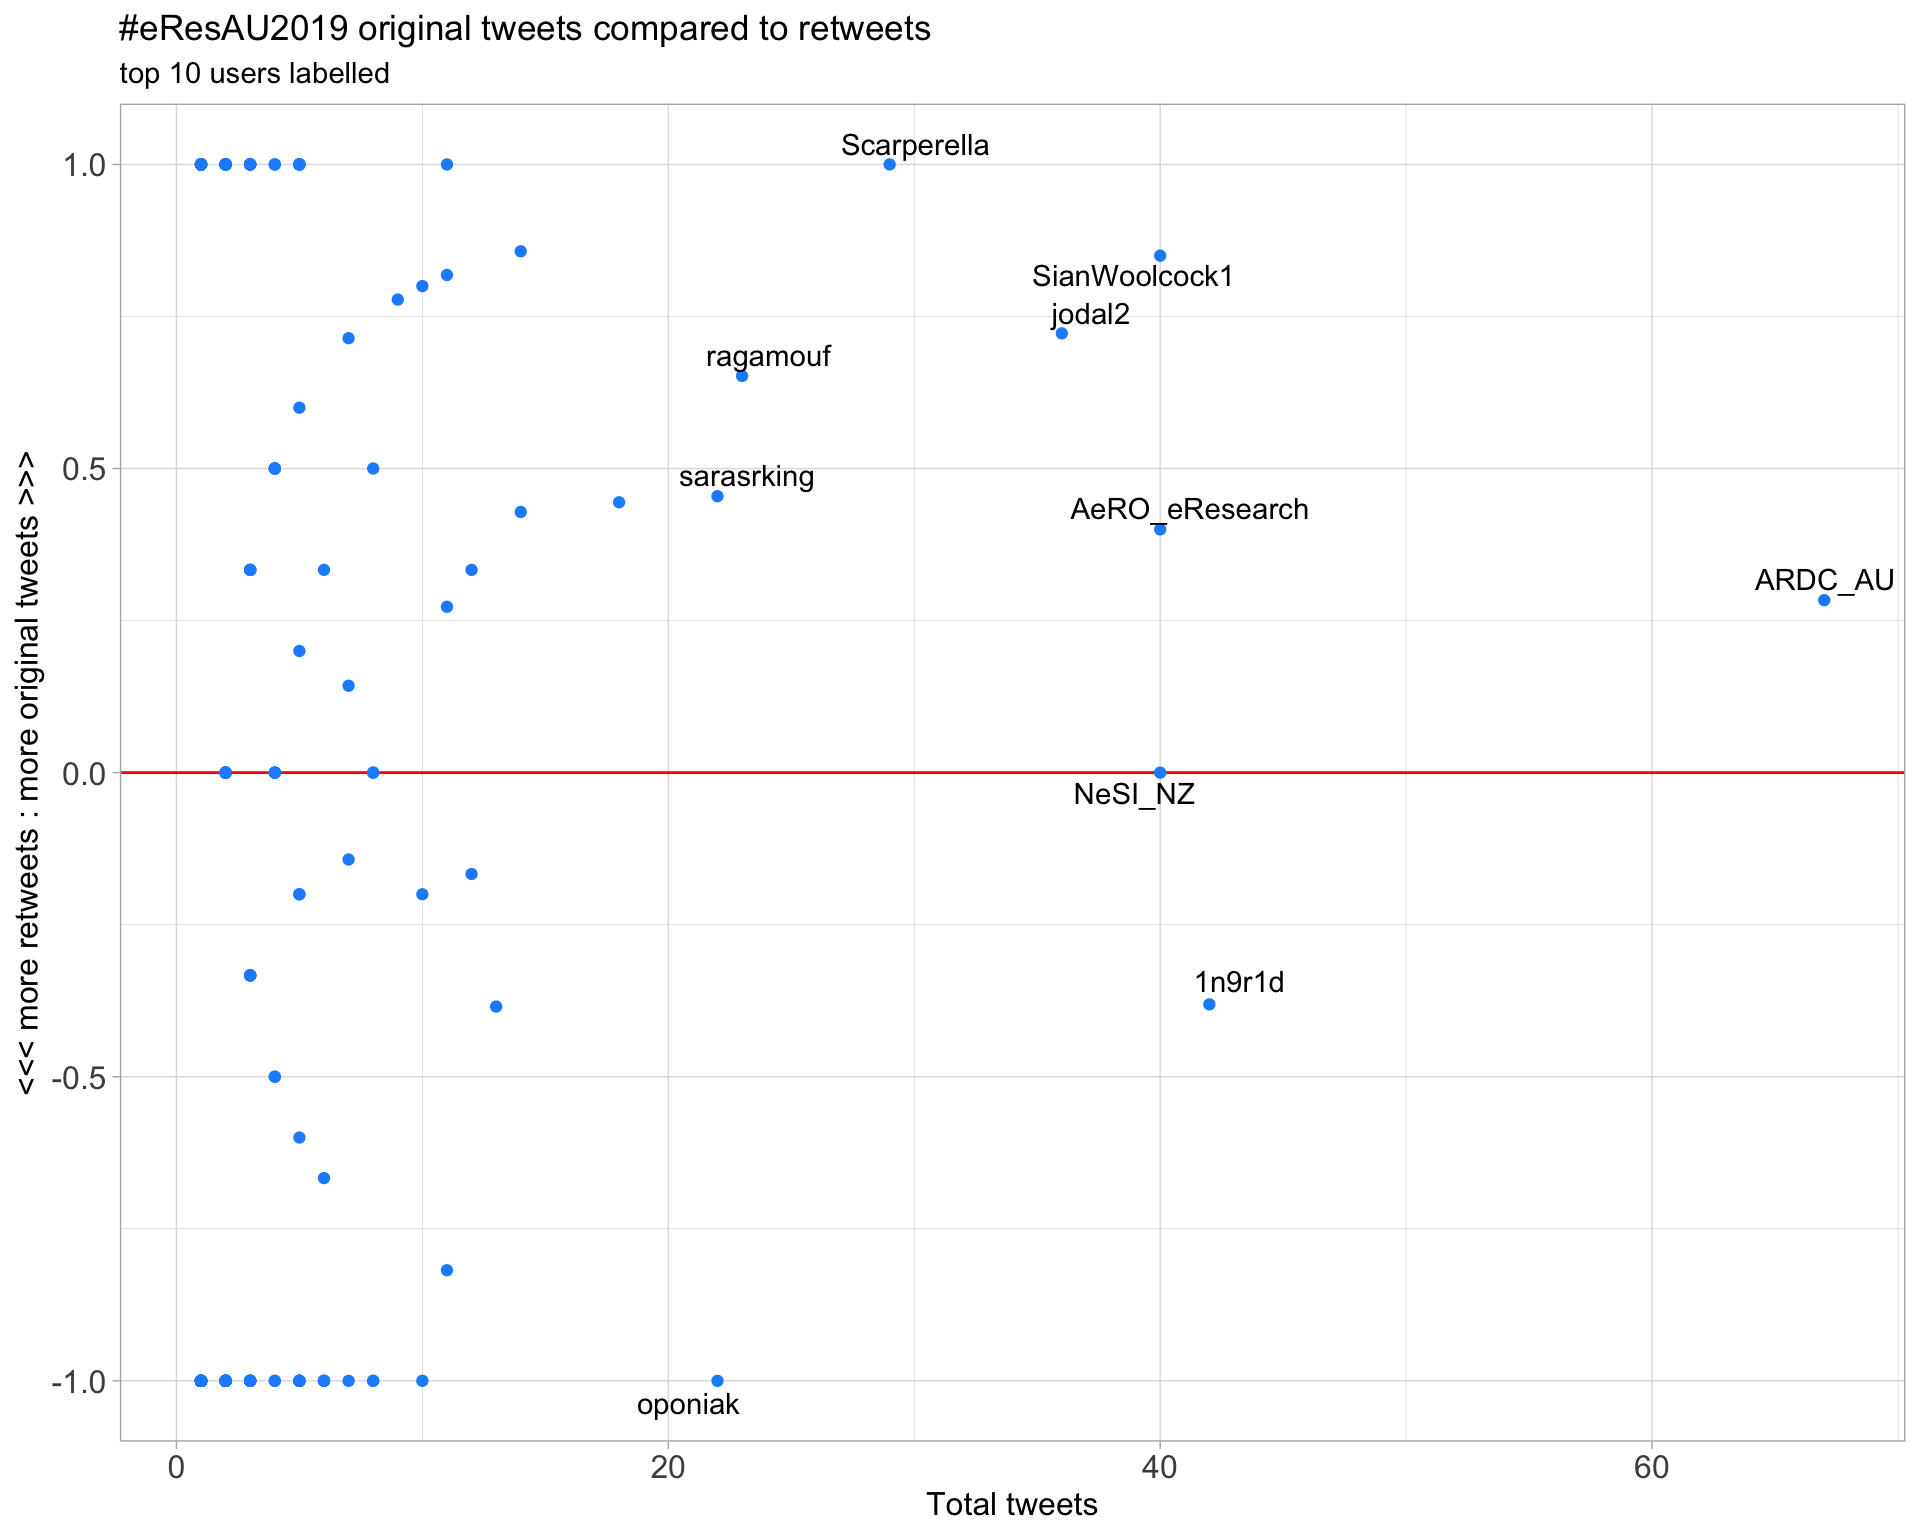 #eResAU2019 original tweets compared to retweets
top 10 users labelled
<<< more retweets : more original tweets >>>
1.0
0.5
0.0
-0.5
-1.0
Scarperella
SianWoolcock1
jodal2
ragamouf
sarasrking
AeRO_eResearch
ARDC_AU
NeSI_NZ
1n9r1d
oponiak
0 20 40 60
Total tweets